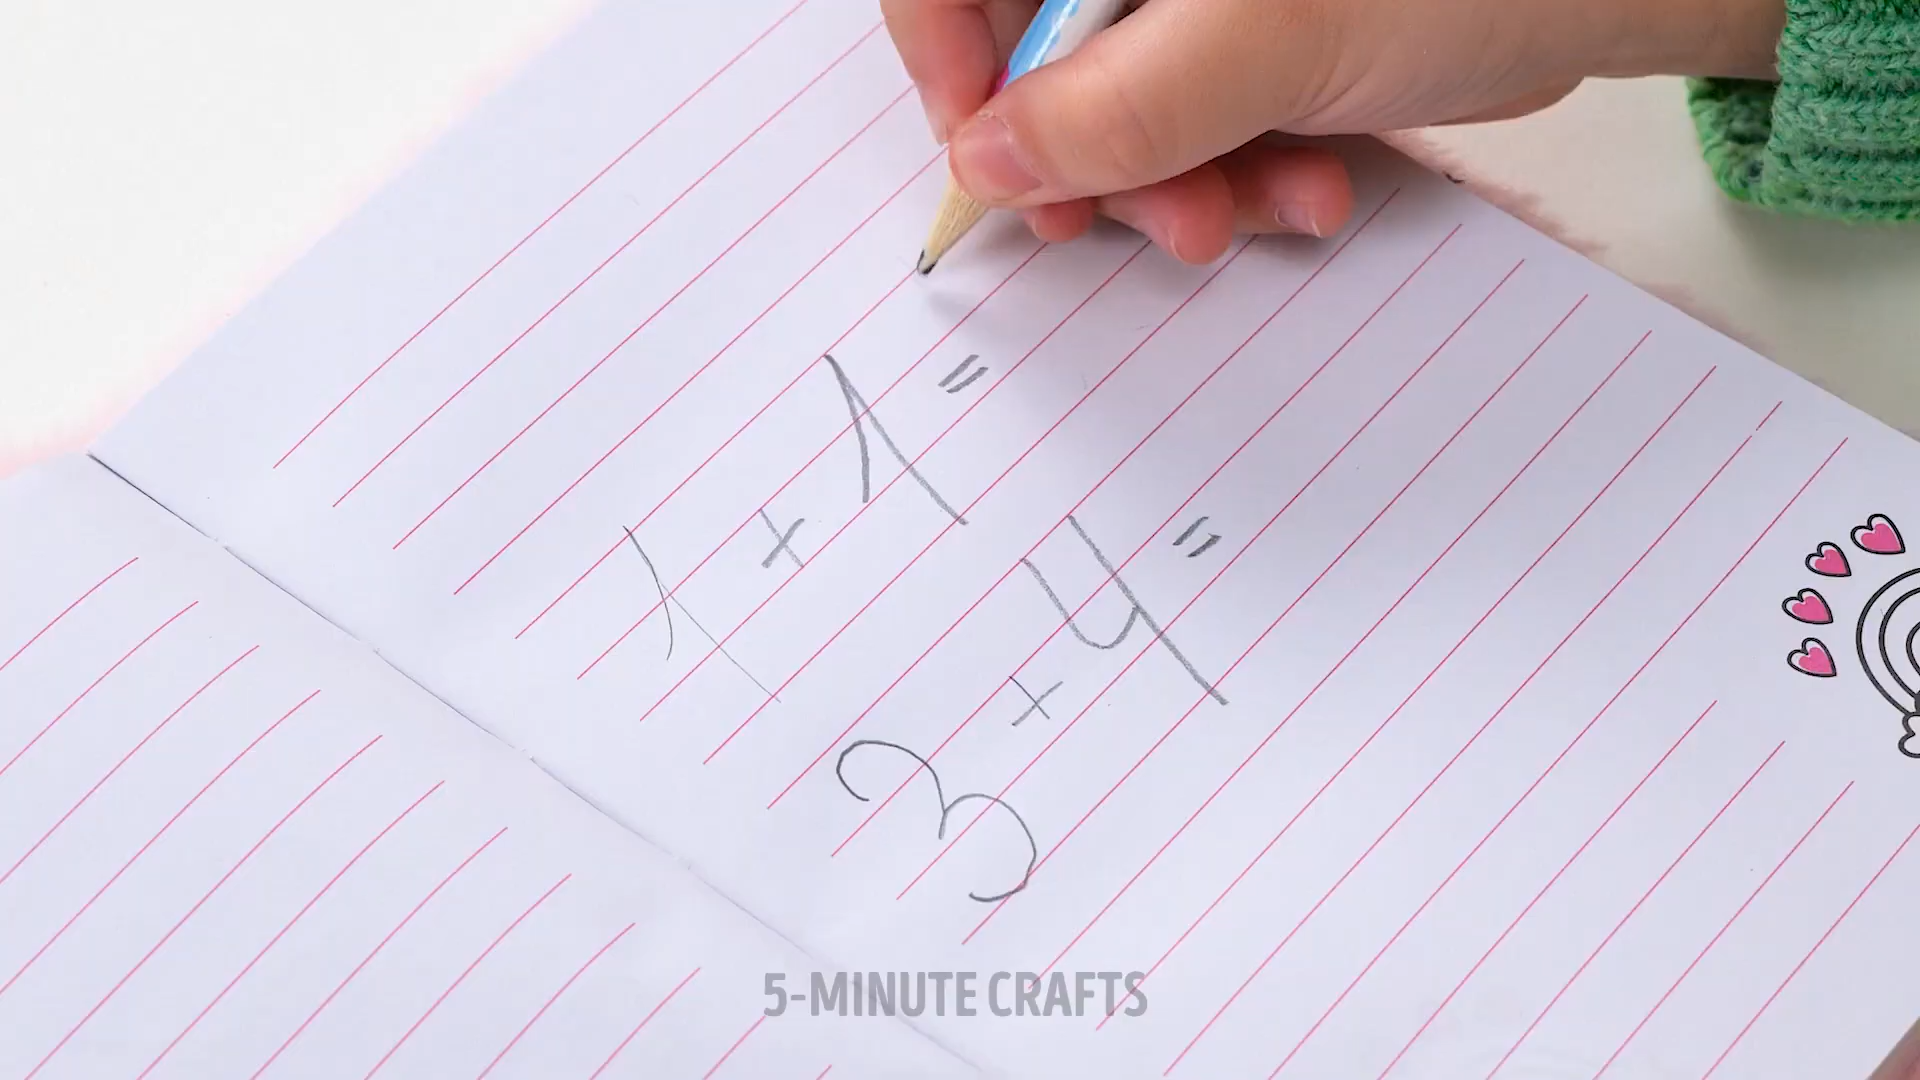 1 + 1 =
3 + 4 =
5-MINUTE CRAFTS